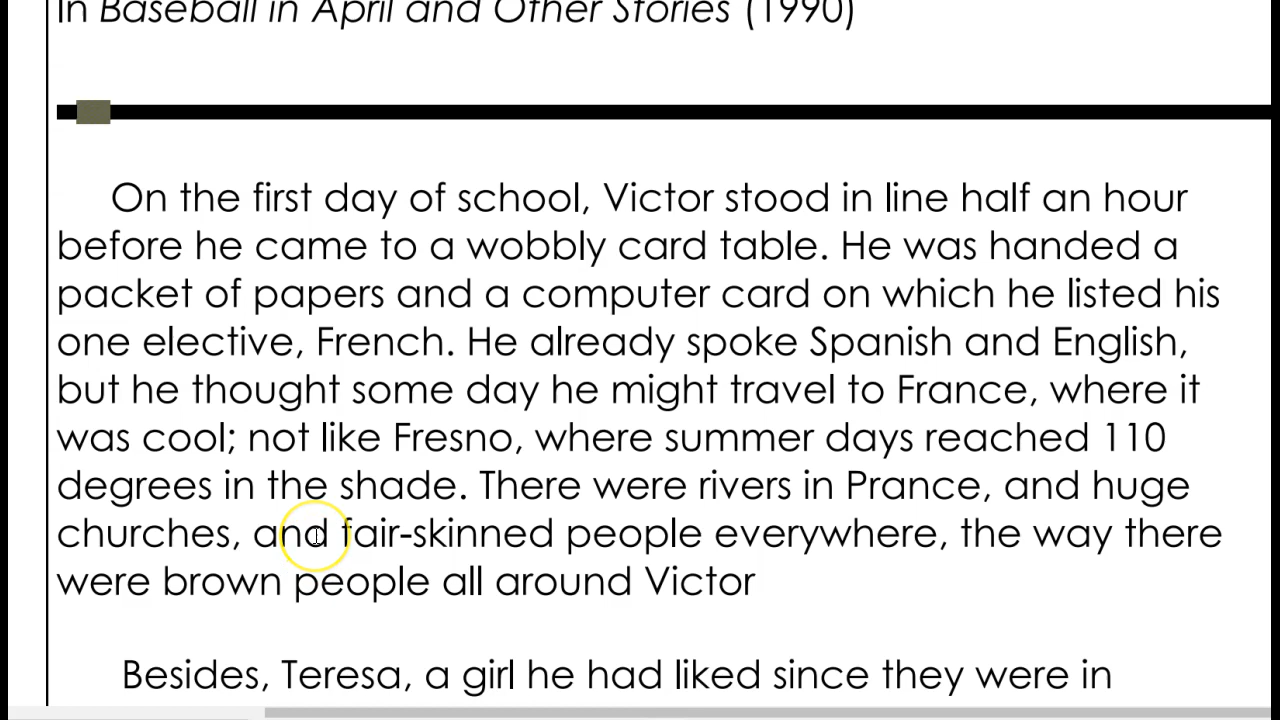 In Baseball in April and Other Stories (1990)
On the first day of school, Victor stood in line half an hour
before he came to a wobbly card table. He was handed a
packet of papers and a computer card on which he listed his
one elective, French. He already spoke Spanish and English,
but he thought some day he might travel to France, where it
was cool; not like Fresno, where summer days reached 110
degrees in the shade. There were rivers in Prance, and huge
churches, and fair-skinned people everywhere, the way there
were brown people all around Victor
Besides, Teresa, a girl he had liked since they were in